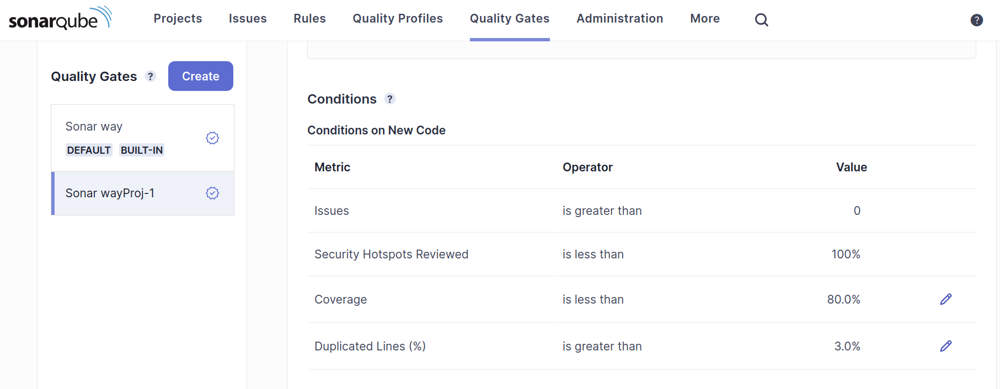 sonarqube
Projects Issues Rules Quality Profiles Quality Gates Administration More ?
Quality Gates ? Create
Sonar way
DEFAULT BUILT-IN
Sonar wayProj-1
Conditions ?
Conditions on New Code
Metric Operator Value
Issues is greater than 0
Security Hotspots Reviewed is less than 100%
Coverage is less than 80.0%
Duplicated Lines (%) is greater than 3.0%